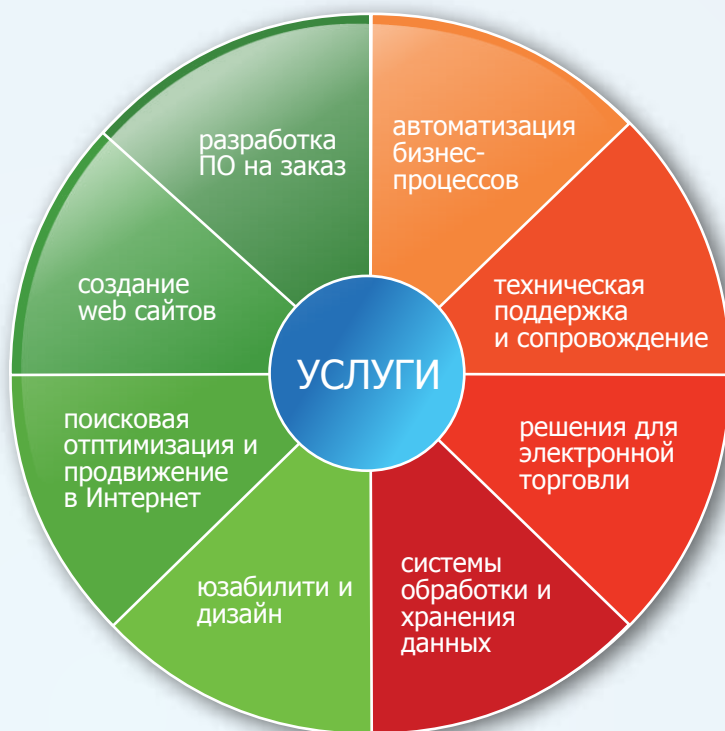 разработка
ПО на заказ
автоматизация
бизнес-
процессов
создание
web сайтов
УСЛУГИ
техническая
поддержка
и сопровождение
поисковая
отптимизация и
продвижение
в Интернет
решения для
электронной
торговли
юзабилити и
дизайн
системы
обработки и
хранения
данных